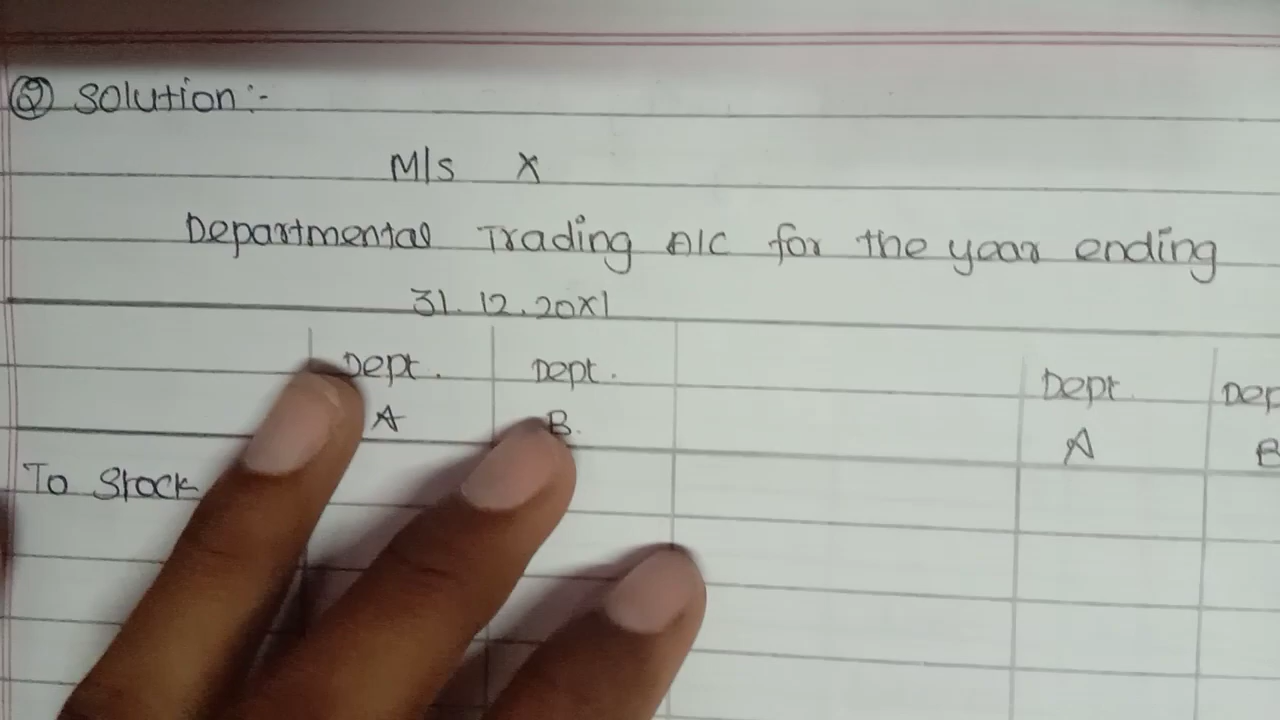 Q Solution:-
M/s X
Departmental Trading A/C for the year ending
31.12.20X1
Dept. Dept. Dept.
A B. A B
To Stock